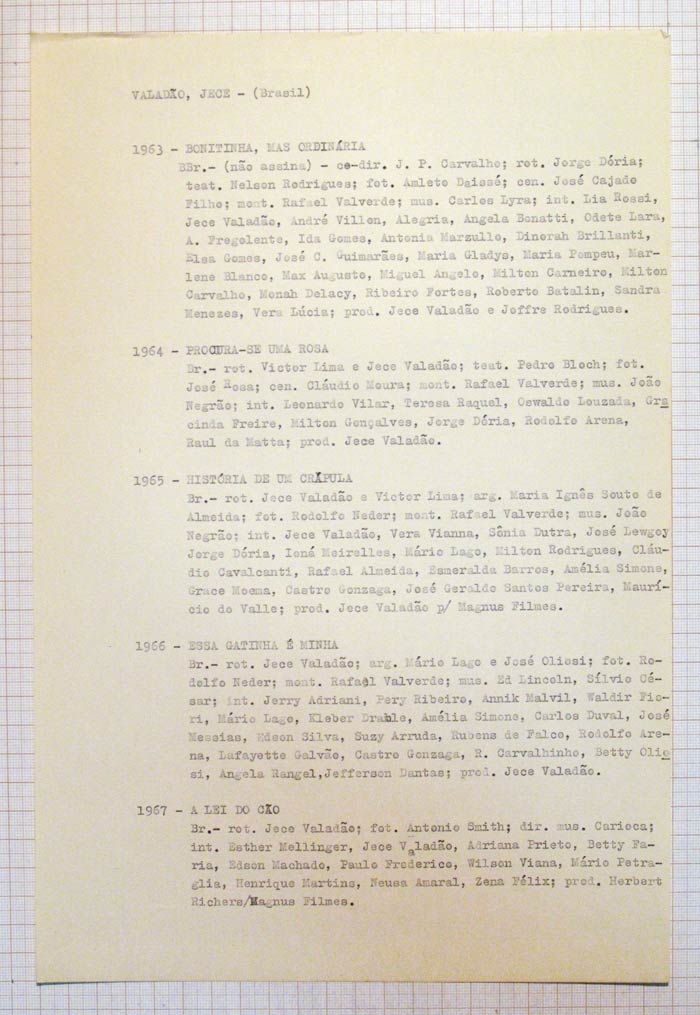 VALADÃO, JECE - (Brasil)
1963 - BONITINHA, MAS ORDINÁRIA
BBr.- (não assina) - co-dir. J. P. Carvalho; rot. Jorge Dória;
teat. Nelson Rodrigues; fot. Amleto Daissé; cen. José Cajado
Filho; mont. Rafael Valverde; mus. Carlos Lyra; int. Lia Rossi,
Jece Valadão, André Villon, Alegria, Angela Bonatti, Odete Lara,
A. Fregolente, Ida Gomes, Antonia Marzullo, Dinorah Brillanti,
Elsa Gomes, José C. Guimarães, Maria Gladys, Maria Pompeu, Mar-
lene Blanco, Max Augusto, Miguel Angelo, Milton Carneiro, Milton
Carvalho, Monah Delacy, Ribeiro Fortes, Roberto Batalin, Sandra
Menezes, Vera Lúcia; prod. Jece Valadão e Joffre Rodrigues.
1964 - PROCURA-SE UMA ROSA
Br.- rot. Victor Lima e Jece Valadão; teat. Pedro Bloch; fot.
José Rosa; cen. Cláudio Moura; mont. Rafael Valverde; mus. João
Negrão; int. Leonardo Vilar, Teresa Raquel, Oswaldo Louzada, Gra
cinda Freire, Milton Gonçalves, Jorge Dória, Rodolfo Arena,
Raul da Matta; prod. Jece Valadão.
1965 - HISTÓRIA DE UM CRÁPULA
Br.- rot. Jece Valadão e Victor Lima; arg. Maria Ignês Souto de
Almeida; fot. Rodolfo Neder; mont. Rafael Valverde; mus. João
Negrão; int. Jece Valadão, Vera Vianna, Sônia Dutra, José Lewgoy
Jorge Dória, Ioná Meirelles, Mário Lago, Milton Rodrigues, Cláu-
dio Cavalcanti, Rafael Almeida, Esmeralda Barros, Amélia Simone,
Grace Moema, Castro Gonzaga, José Geraldo Santos Pereira, Maurí-
cio do Valle; prod. Jece Valadão p/ Magnus Filmes.
1966 - ESSA GATINHA É MINHA
Br.- rot. Jece Valadão; arg. Mário Lago e José Oliosi; fot. Ro-
dolfo Neder; mont. Rafael Valverde; mus. Ed Lincoln, Sílvio Cé-
sar; int. Jerry Adriani, Pery Ribeiro, Annik Malvil, Waldir Fio-
ri, Mário Lago, Kleber Drable, Amélia Simone, Carlos Duval, José
Messias, Edson Silva, Suzy Arruda, Rubens de Falco, Rodolfo Are-
na, Lafayette Galvão, Castro Gonzaga, R. Carvalhinho, Betty Olio
si, Angela Rangel,Jefferson Dantas; prod. Jece Valadão.
1967 - A LEI DO CÃO
Br.- rot. Jece Valadão; fot. Antonio Smith; dir. mus. Carioca;
int. Esther Mellinger, Jece Valadão, Adriana Prieto, Betty Fa-
ria, Edson Machado, Paulo Frederico, Wilson Viana, Mário Petra-
glia, Henrique Martins, Neusa Amaral, Zena Félix; prod. Herbert
Richers/Magnus Filmes.